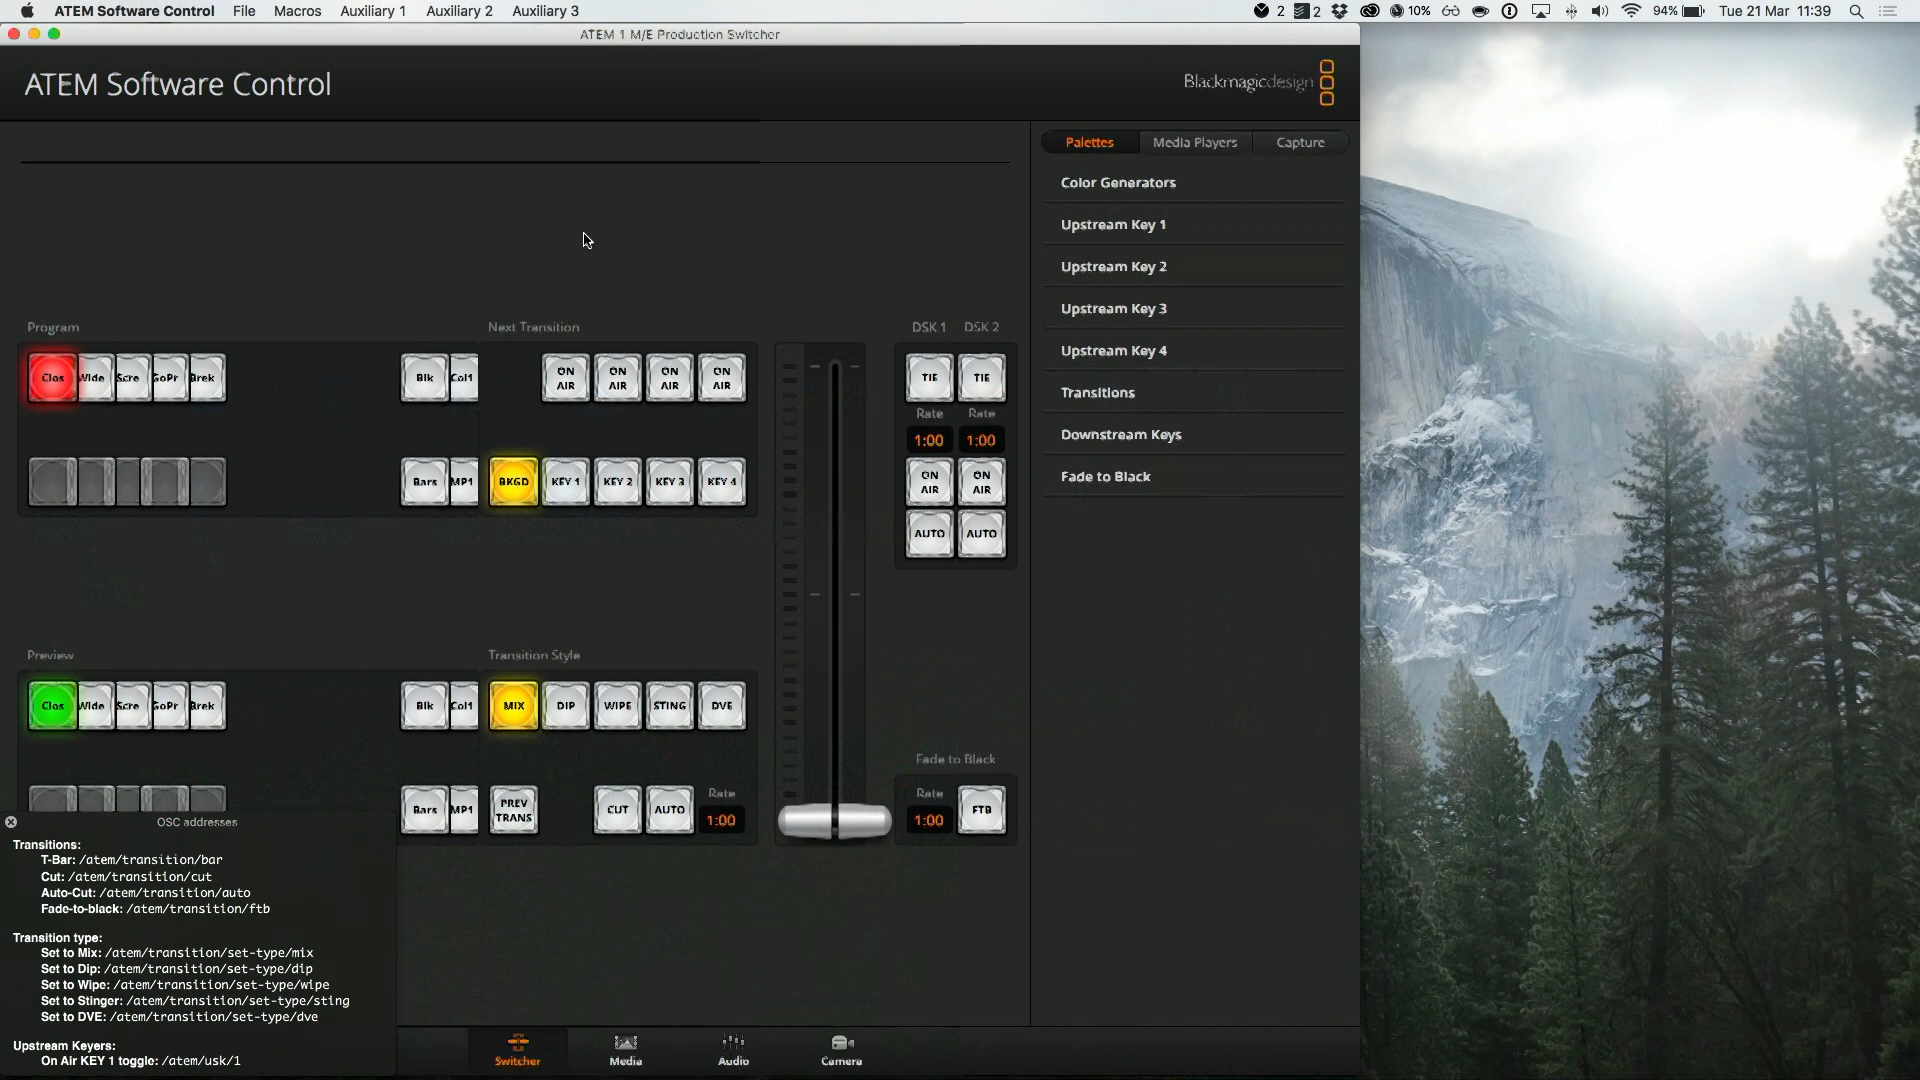 ATEM Software Control File Macros Auxiliary 1 Auxiliary 2 Auxiliary 3 2 2 10% 94% Tue 21 Mar 11:39
ATEM 1 M/E Production Switcher
ATEM Software Control
Blackmagicdesign
Palettes Media Players Capture
Color Generators
Upstream Key 1
Upstream Key 2
Upstream Key 3
Upstream Key 4
Transitions
Downstream Keys
Fade to Black
Program
Clos Wide Scre GoPr Brek Blk Col1
Bars MP1
Next Transition
ON AIR ON AIR ON AIR ON AIR
BKGD KEY 1 KEY 2 KEY 3 KEY 4
DSK 1 DSK 2
TIE TIE
Rate Rate
1:00 1:00
ON AIR ON AIR
AUTO AUTO
Preview
Clos Wide Scre GoPr Brek Blk Col1
Bars MP1
Transition Style
MIX DIP WIPE STING DVE
PREV TRANS CUT AUTO Rate 1:00
Fade to Black
Rate
1:00 FTB
OSC addresses
Transitions:
T-Bar: /atem/transition/bar
Cut: /atem/transition/cut
Auto-Cut: /atem/transition/auto
Fade-to-black: /atem/transition/ftb
Transition type:
Set to Mix: /atem/transition/set-type/mix
Set to Dip: /atem/transition/set-type/dip
Set to Wipe: /atem/transition/set-type/wipe
Set to Stinger: /atem/transition/set-type/sting
Set to DVE: /atem/transition/set-type/dve
Upstream Keyers:
On Air KEY 1 toggle: /atem/usk/1
Switcher Media Audio Camera